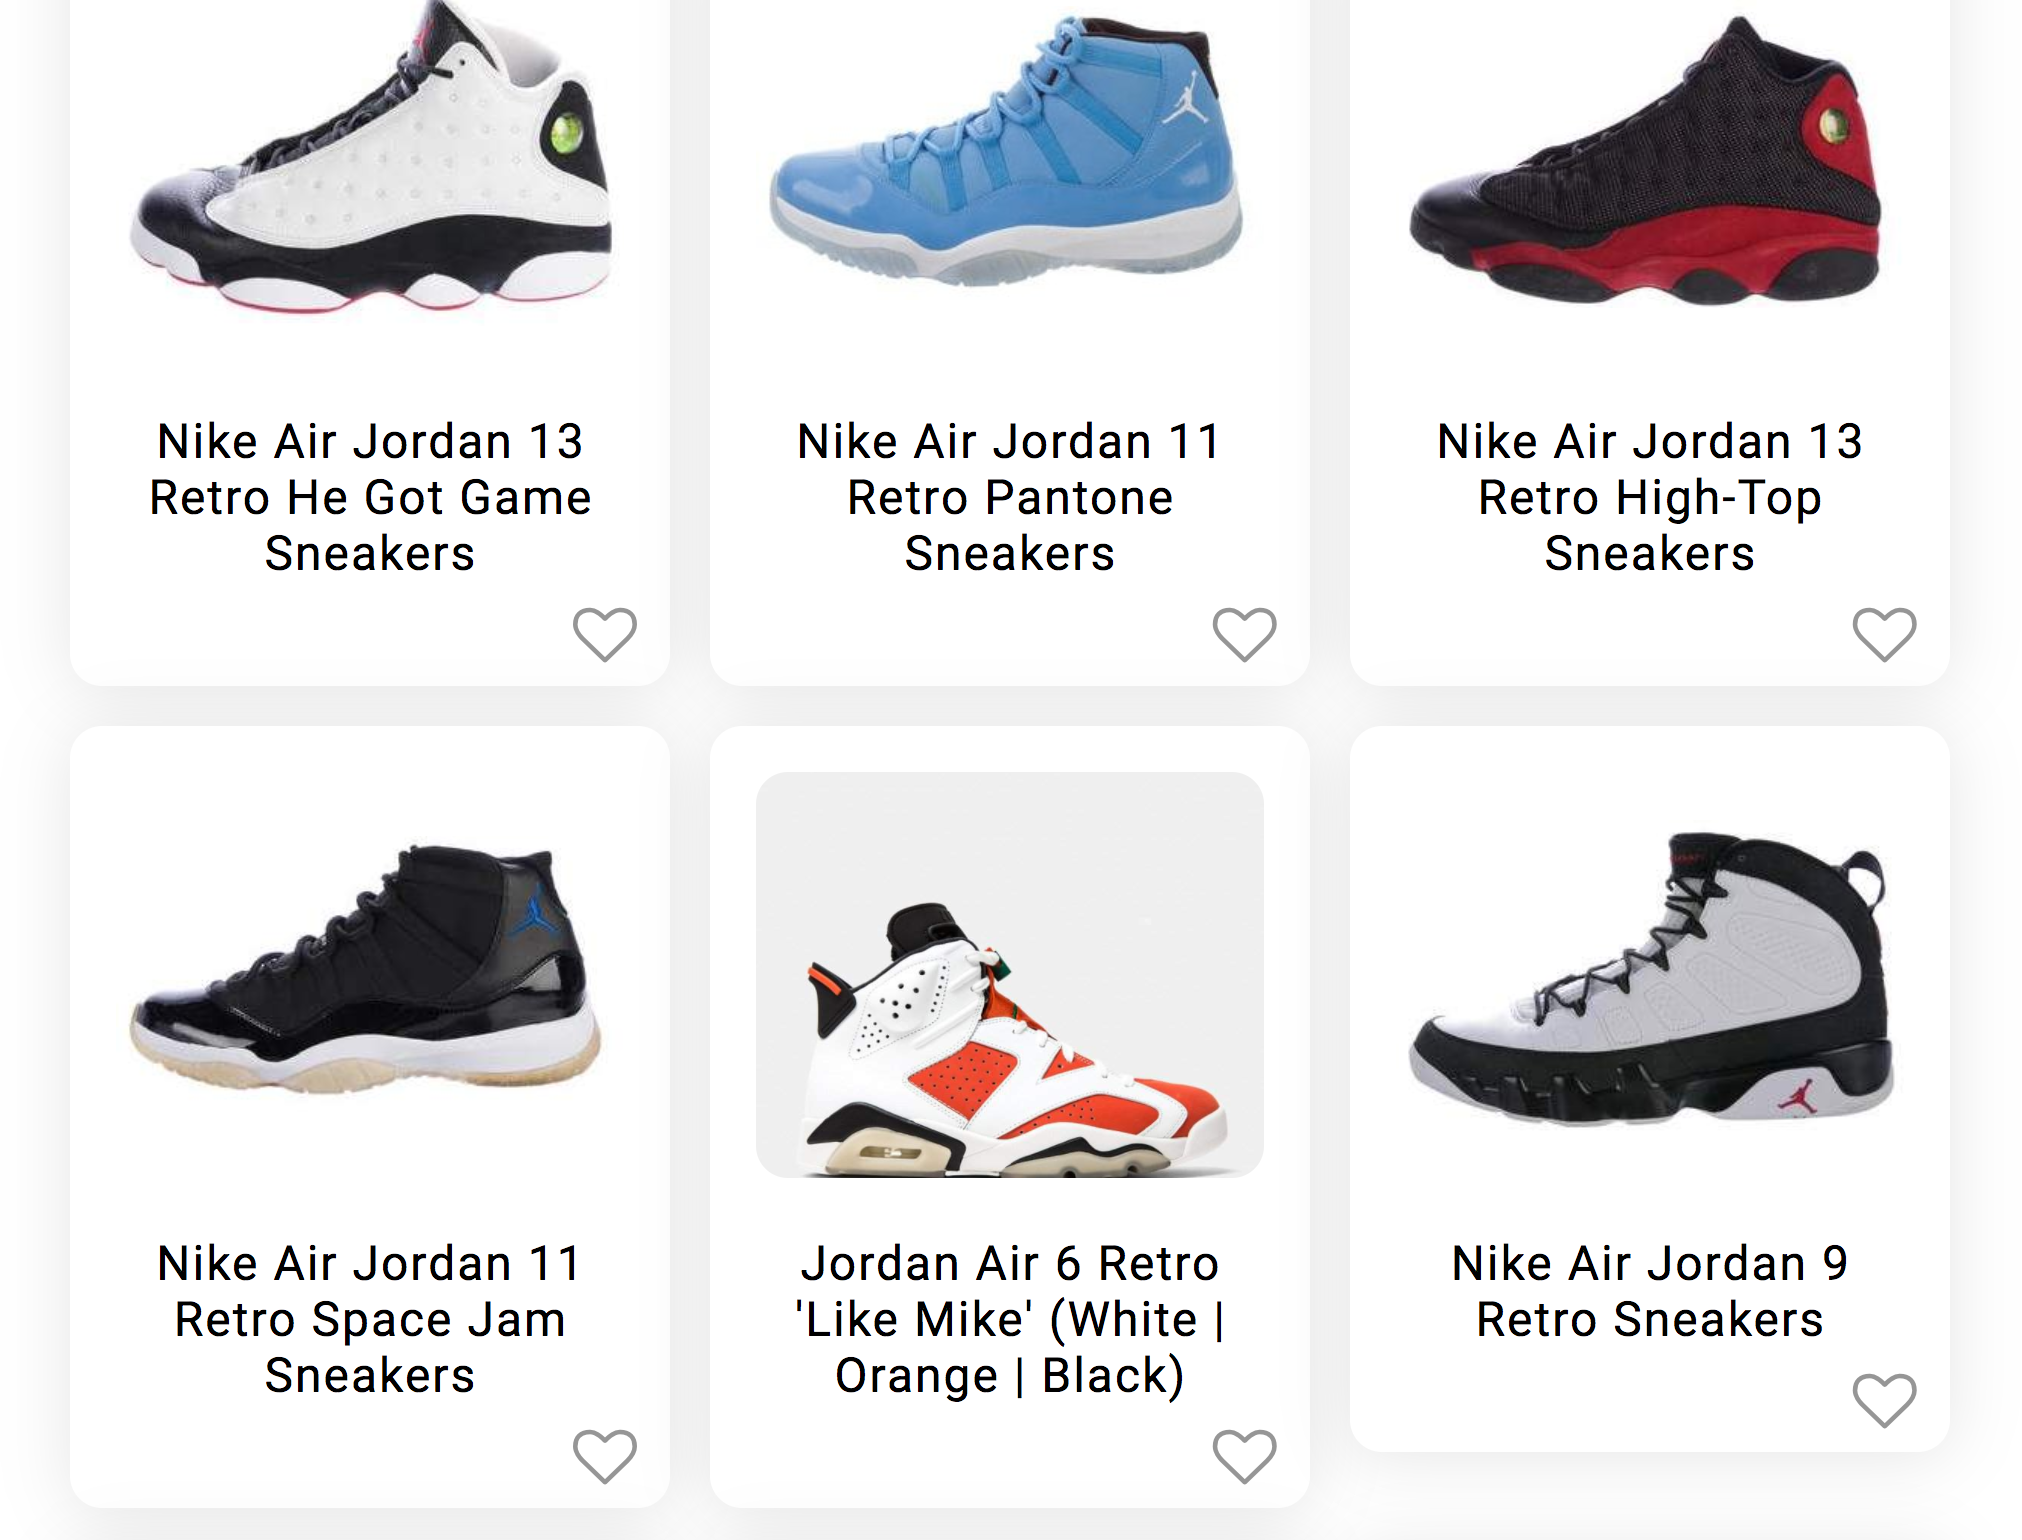 Nike Air Jordan 13
Retro He Got Game
Sneakers
Nike Air Jordan 11
Retro Pantone
Sneakers
Nike Air Jordan 13
Retro High-Top
Sneakers
Nike Air Jordan 11
Retro Space Jam
Sneakers
Jordan Air 6 Retro
'Like Mike' (White |
Orange | Black)
Nike Air Jordan 9
Retro Sneakers